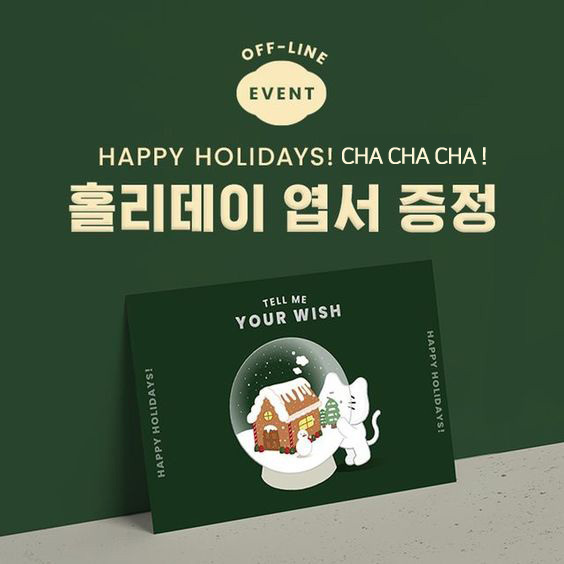 OFF-LINE
EVENT
HAPPY HOLIDAYS! CHA CHA CHA !
홀리데이 엽서 증정
TELL ME
YOUR WISH
HAPPY HOLIDAYS!
HAPPY HOLIDAYS!